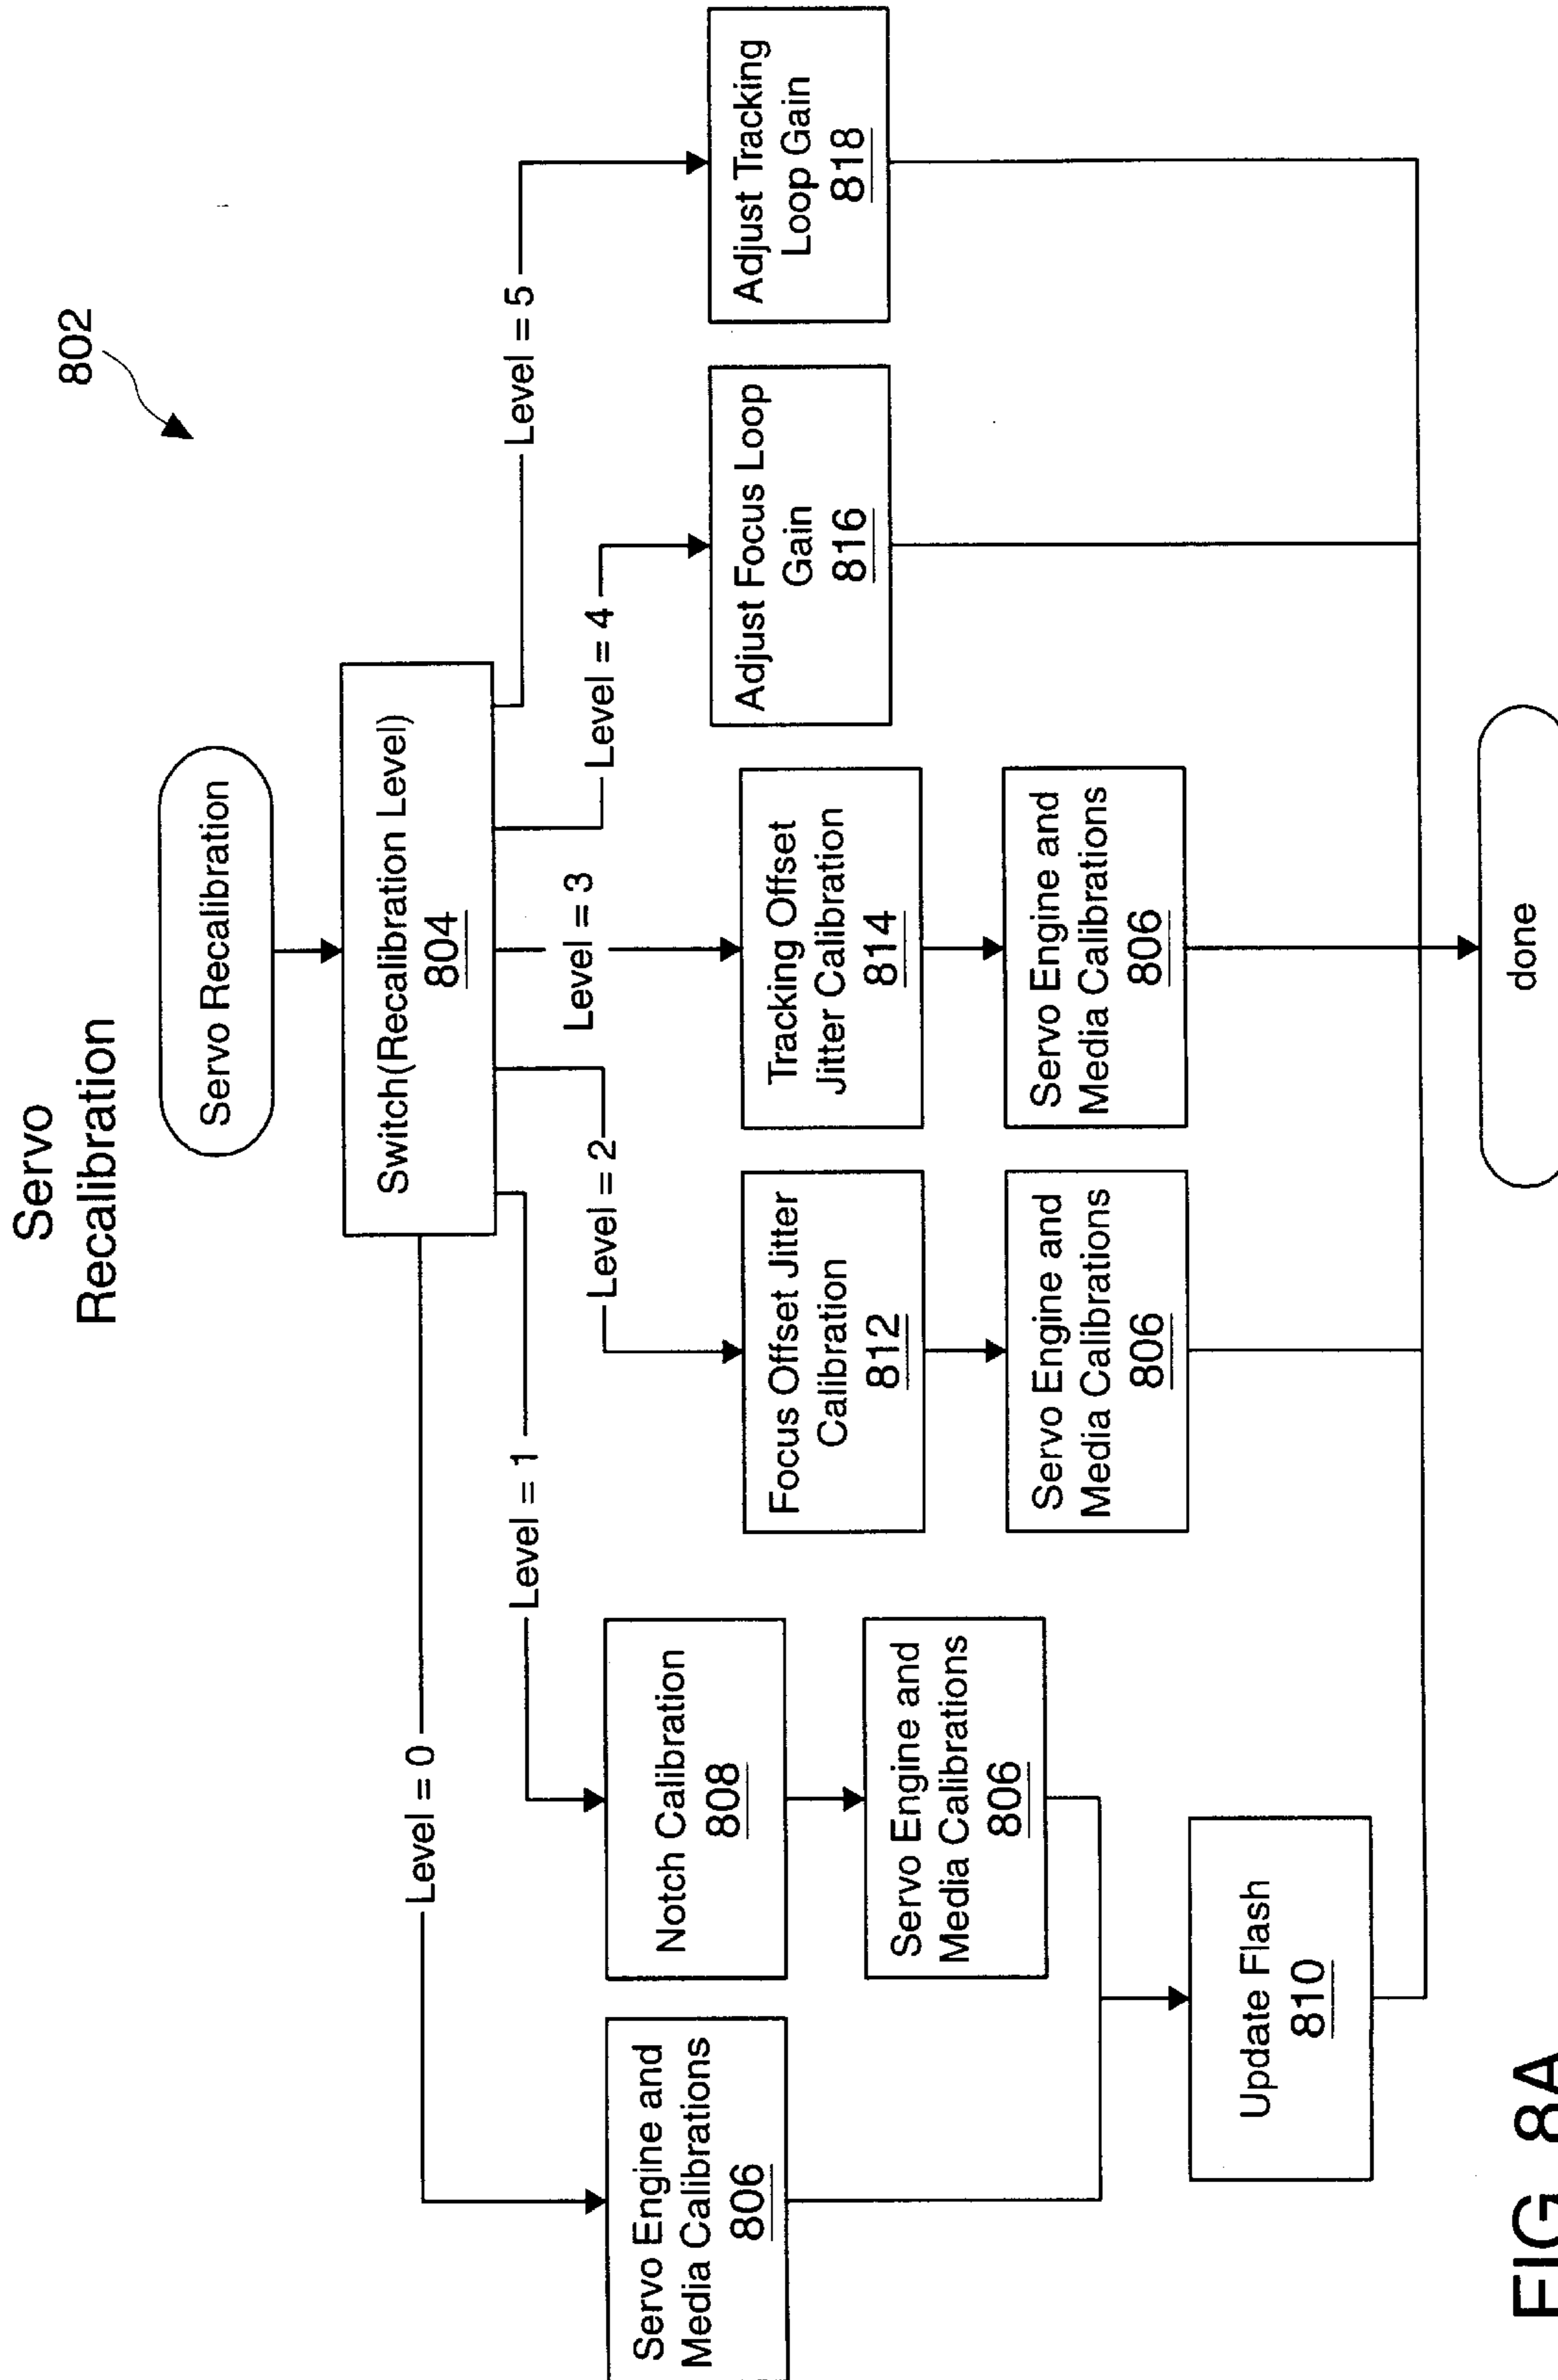 Servo
Recalibration
802
Servo Recalibration
Switch(Recalibration Level)
804
Level = 0
Level = 1
Level = 2
Level = 3
Level = 4
Level = 5
Servo Engine and
Media Calibrations
806
Notch Calibration
808
Servo Engine and
Media Calibrations
806
Update Flash
810
Focus Offset Jitter
Calibration
812
Servo Engine and
Media Calibrations
806
Tracking Offset
Jitter Calibration
814
Servo Engine and
Media Calibrations
806
Adjust Focus Loop
Gain
816
Adjust Tracking
Loop Gain
818
done
FIG. 8A